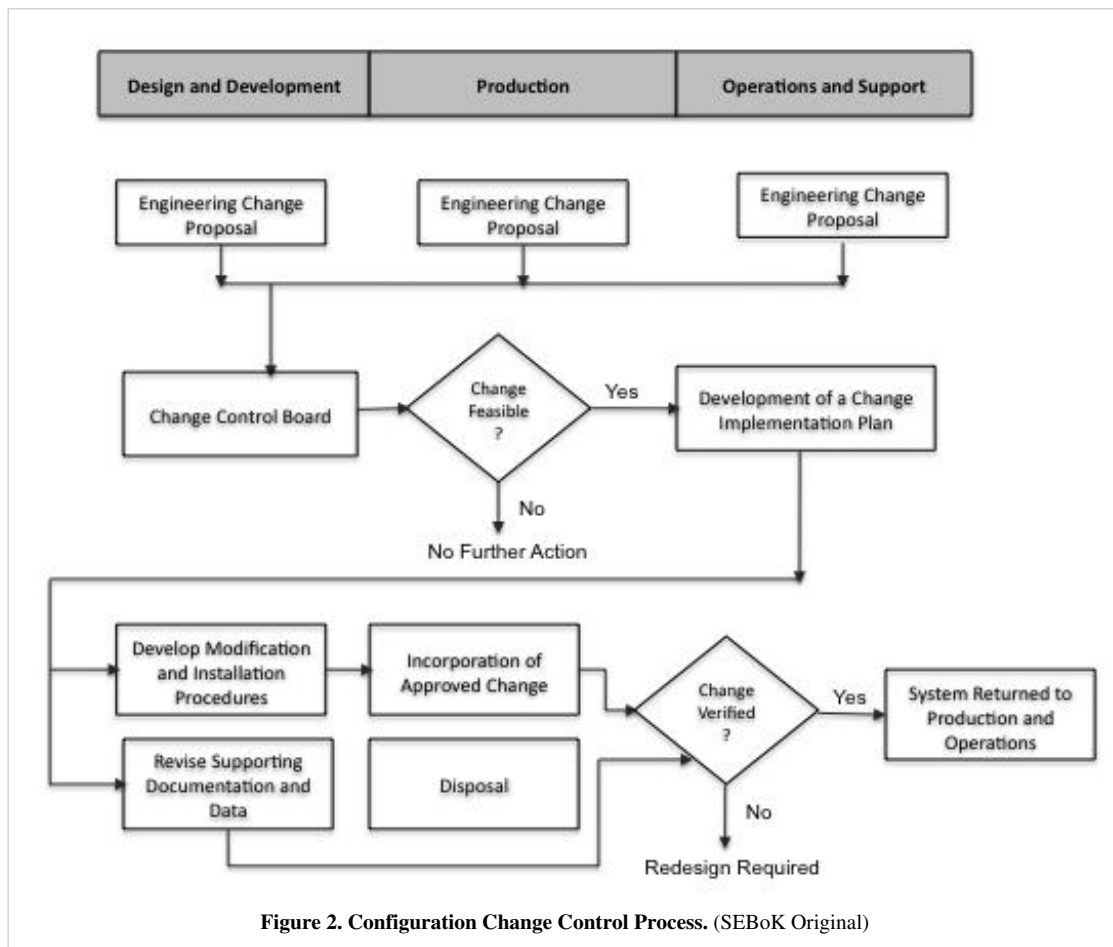 Design and Development
Production
Operations and Support
Engineering Change
Proposal
Engineering Change
Proposal
Engineering Change
Proposal
Change Control Board
Change
Feasible
?
Yes
Development of a Change
Implementation Plan
No
No Further Action
Develop Modification
and Installation
Procedures
Incorporation of
Approved Change
Change
Verified
?
Yes
System Returned to
Production and
Operations
Revise Supporting
Documentation and
Data
Disposal
No
Redesign Required
Figure 2. Configuration Change Control Process. (SEBoK Original)